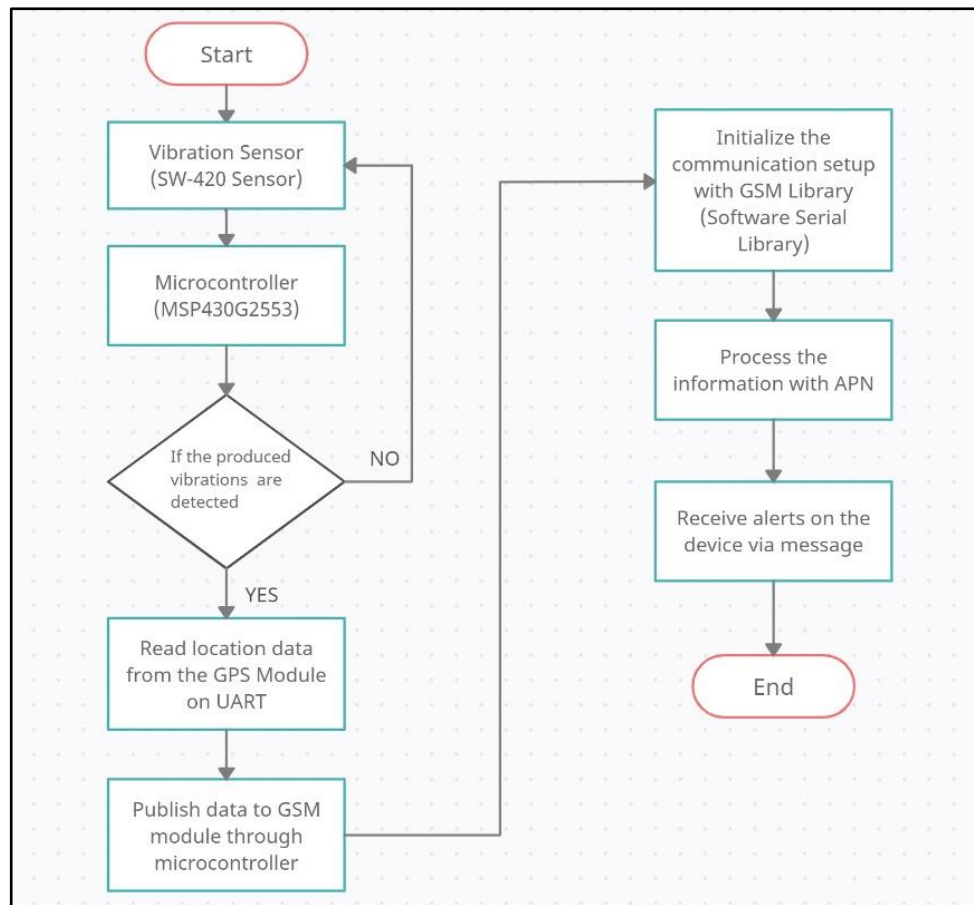 Start
Vibration Sensor
(SW-420 Sensor)
Microcontroller
(MSP430G2553)
If the produced
vibrations are
detected
NO
YES
Read location data
from the GPS Module
on UART
Publish data to GSM
module through
microcontroller
Initialize the
communication setup
with GSM Library
(Software Serial
Library)
Process the
information with APN
Receive alerts on the
device via message
End